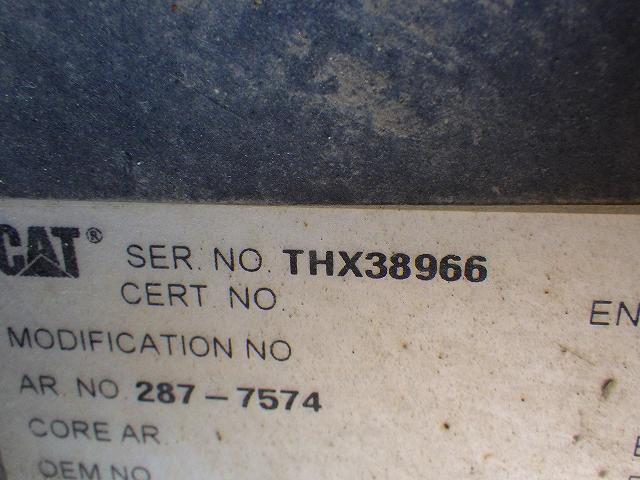 CAT® SER. NO. THX38966
CERT NO.
EN
MODIFICATION NO
AR. NO. 287-7574
CORE AR
OEM NO